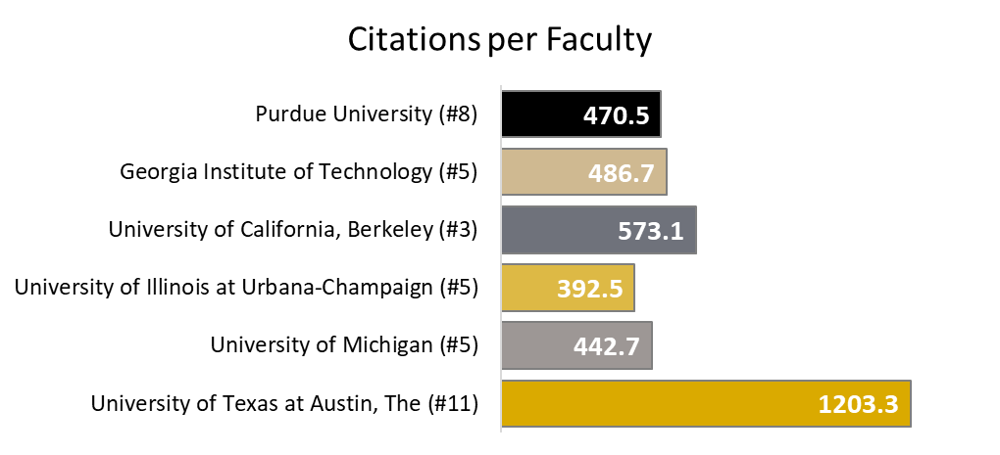 Citations per Faculty
Purdue University (#8) 470.5
Georgia Institute of Technology (#5) 486.7
University of California, Berkeley (#3) 573.1
University of Illinois at Urbana-Champaign (#5) 392.5
University of Michigan (#5) 442.7
University of Texas at Austin, The (#11) 1203.3